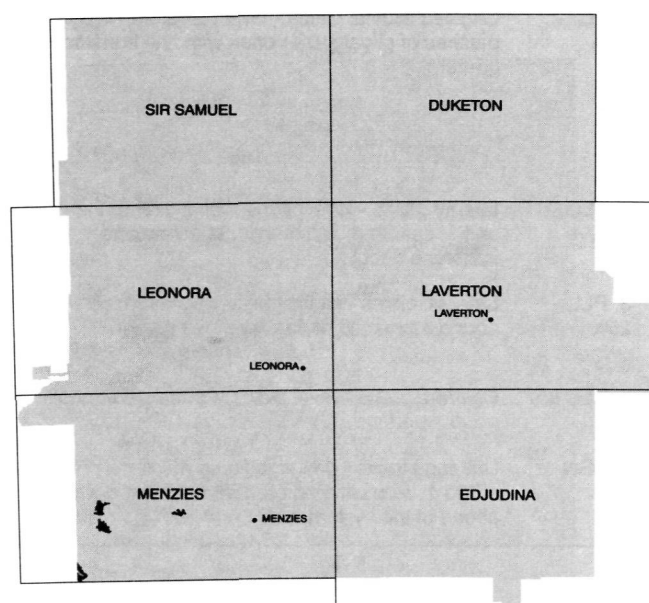 SIR SAMUEL
DUKETON
LEONORA
LAVERTON
LAVERTON
LEONORA
MENZIES
MENZIES
EDJUDINA